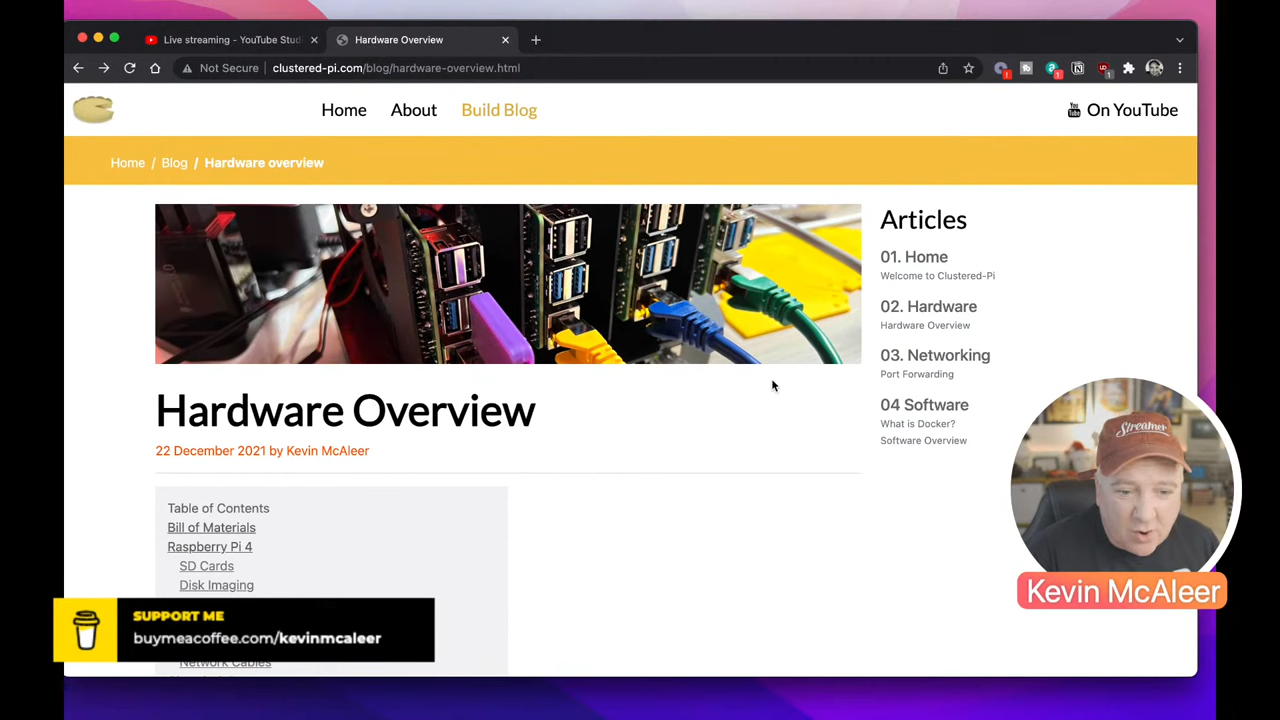 Live streaming - YouTube Studi
Hardware Overview
Not Secure
clustered-pi.com/blog/hardware-overview.html
Home
About
Build Blog
On YouTube
Home / Blog / Hardware overview
Articles
01. Home
Welcome to Clustered-Pi
02. Hardware
Hardware Overview
03. Networking
Port Forwarding
04 Software
What is Docker?
Software Overview
Hardware Overview
22 December 2021 by Kevin McAleer
Table of Contents
Bill of Materials
Raspberry Pi 4
SD Cards
Disk Imaging
Network Cables
Streamer
Kevin McAleer
SUPPORT ME
buymeacoffee.com/kevinmcaleer